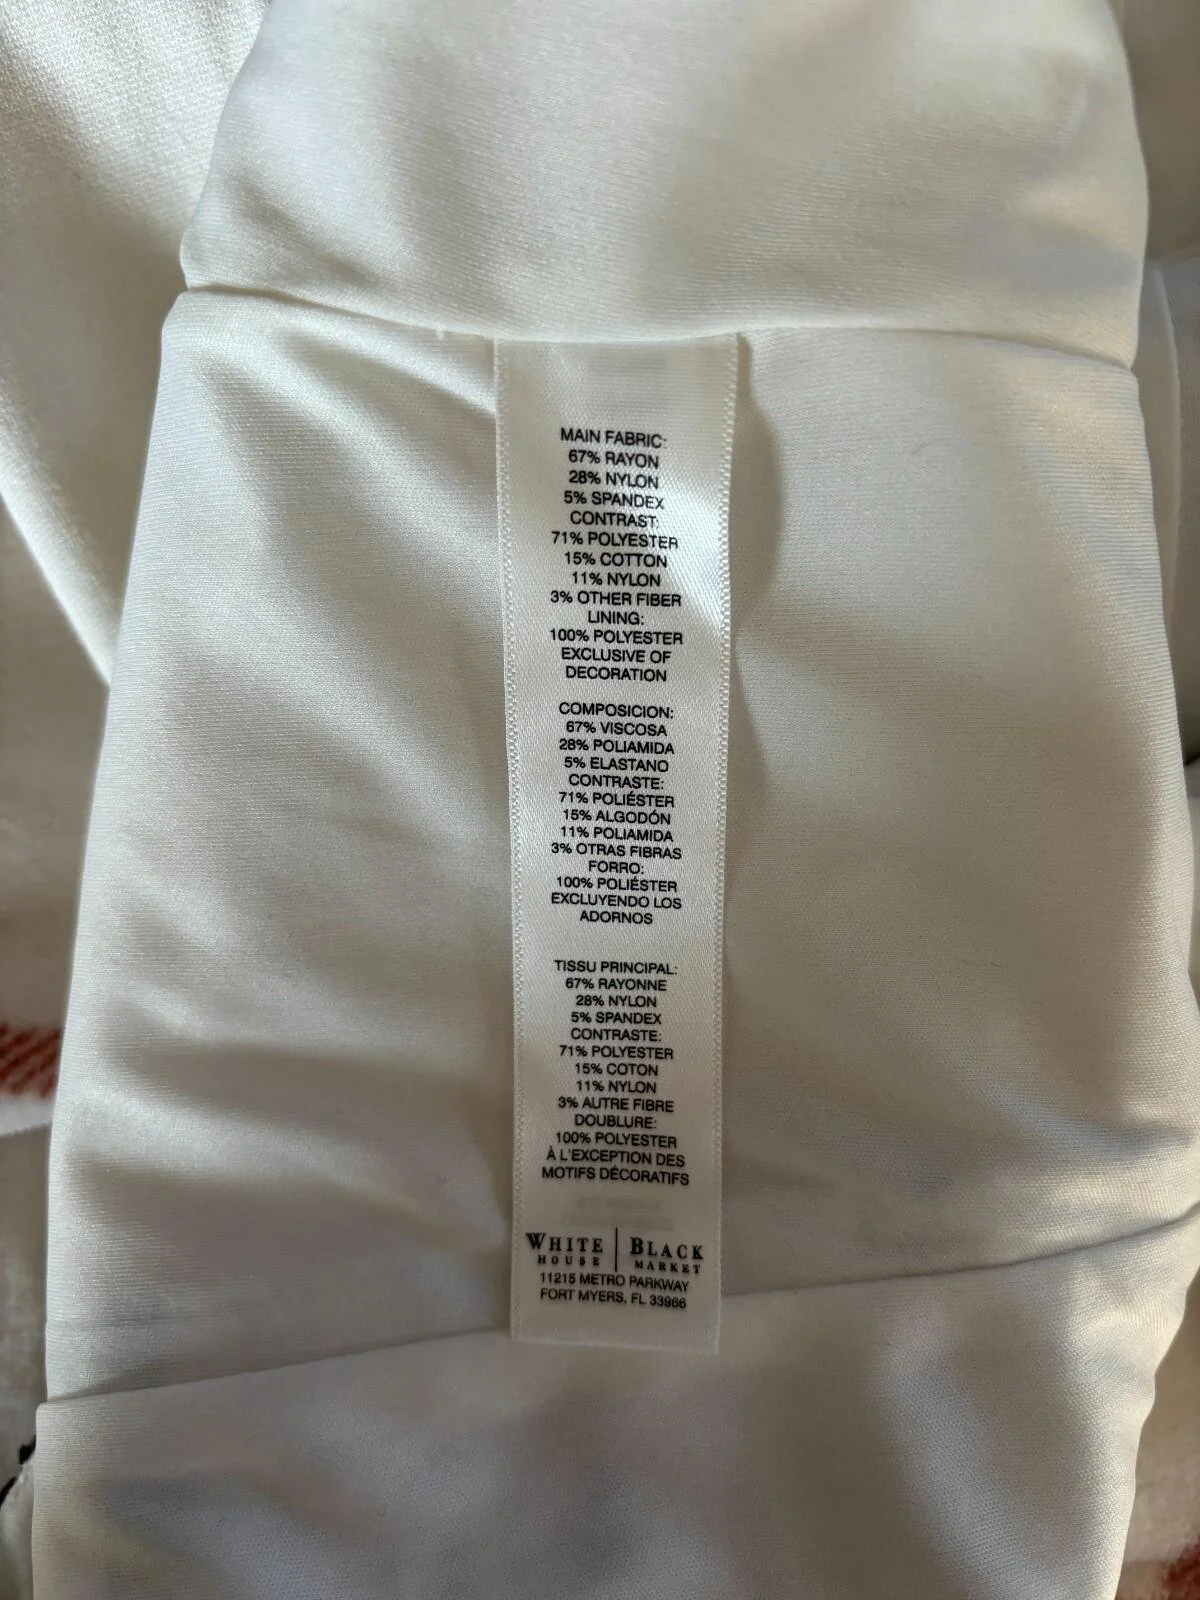 MAIN FABRIC:
67% RAYON
28% NYLON
5% SPANDEX
CONTRAST:
71% POLYESTER
15% COTTON
11% NYLON
3% OTHER FIBER
LINING:
100% POLYESTER
EXCLUSIVE OF
DECORATION
COMPOSICION:
67% VISCOSA
28% POLIAMIDA
5% ELASTANO
CONTRASTE:
71% POLIÉSTER
15% ALGODÓN
11% POLIAMIDA
3% OTRAS FIBRAS
FORRO:
100% POLIÉSTER
EXCLUYENDO LOS
ADORNOS
TISSU PRINCIPAL:
67% RAYONNE
28% NYLON
5% SPANDEX
CONTRASTE:
71% POLYESTER
15% COTON
11% NYLON
3% AUTRE FIBRE
DOUBLURE:
100% POLYESTER
À L'EXCEPTION DES
MOTIFS DÉCORATIFS
WHITE | BLACK
HOUSE | MARKET
11215 METRO PARKWAY
FORT MYERS, FL 33966